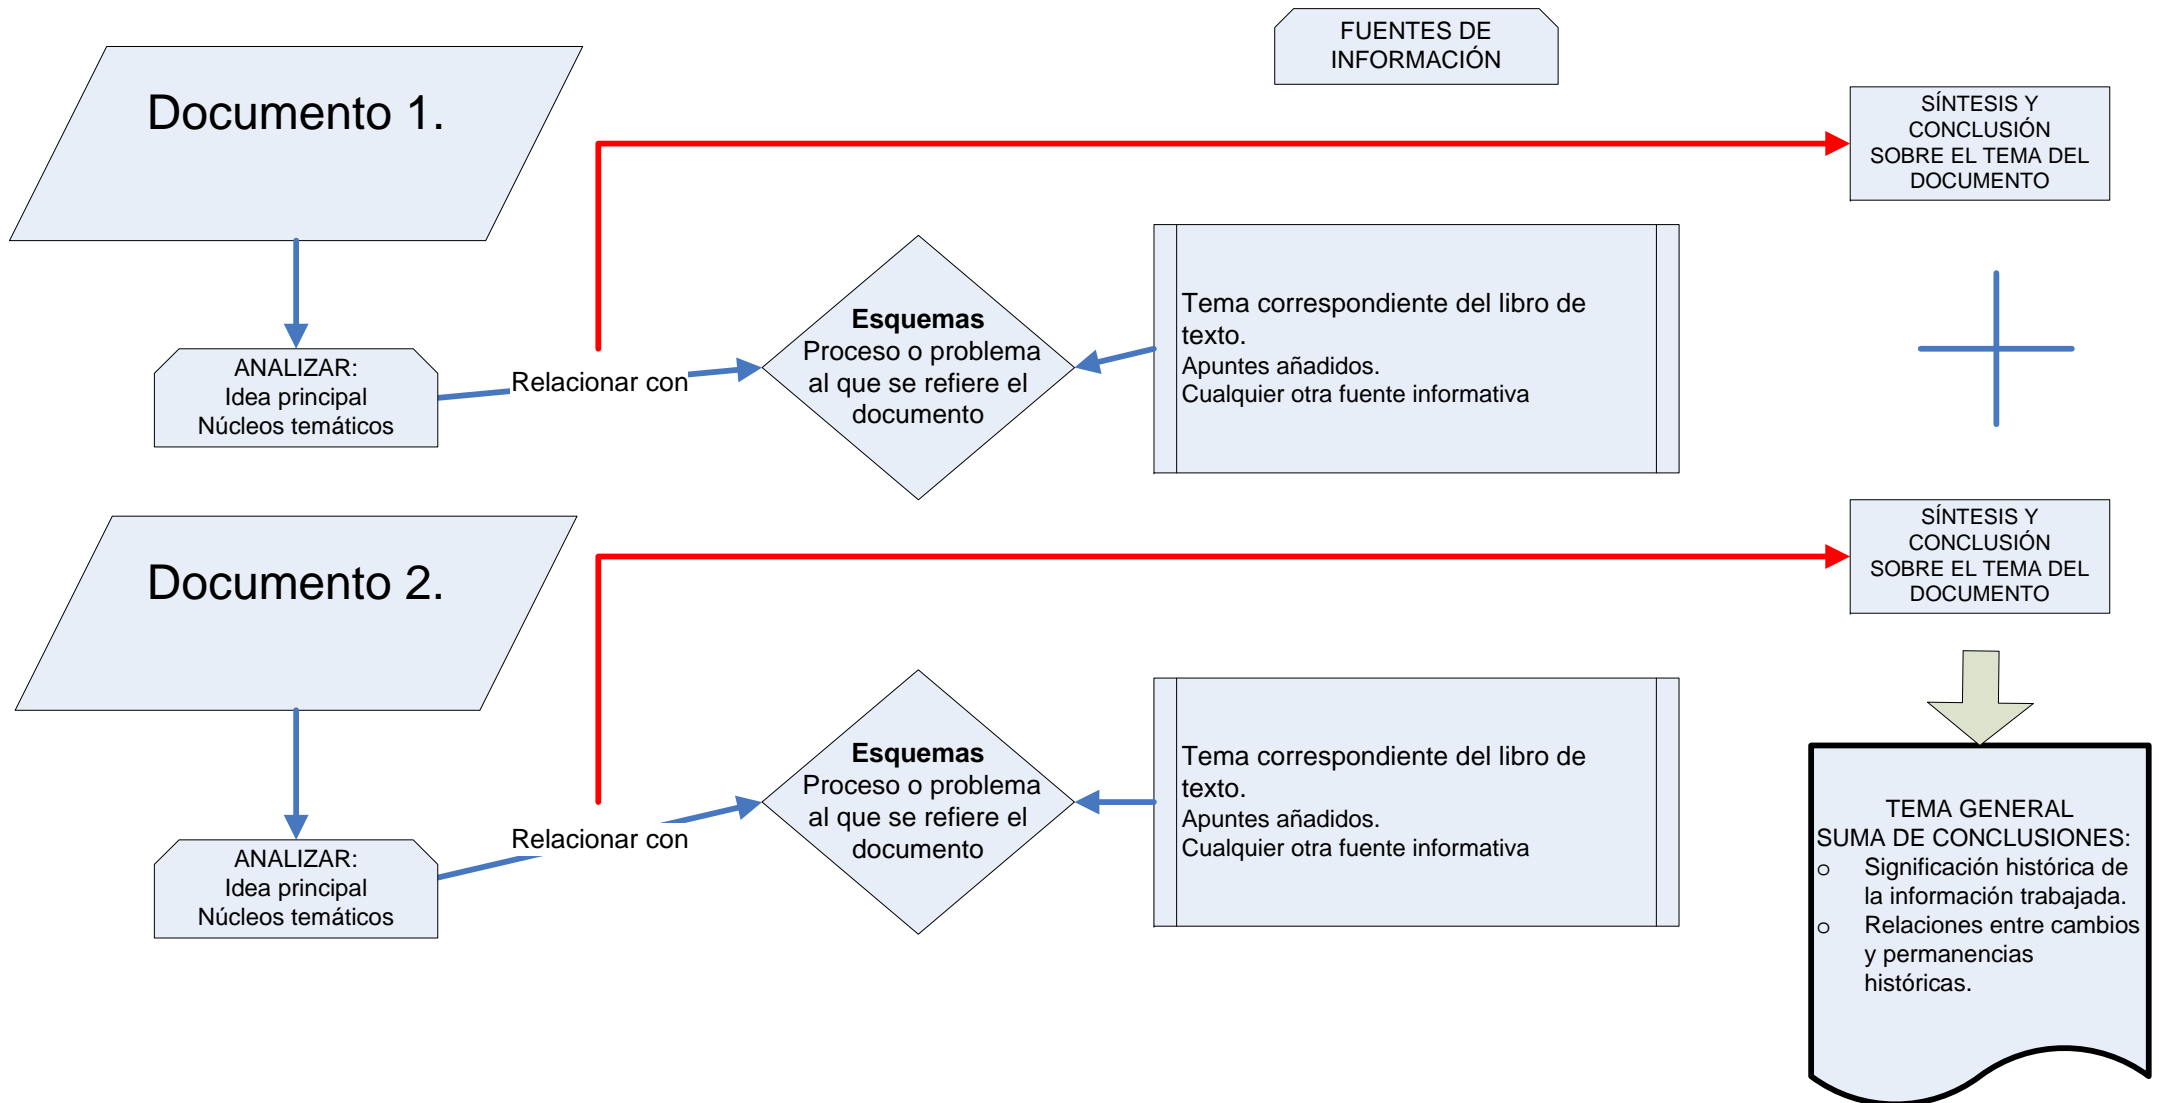 FUENTES DE
INFORMACIÓN
Documento 1.
SÍNTESIS Y
CONCLUSIÓN
SOBRE EL TEMA DEL
DOCUMENTO
ANALIZAR:
Idea principal
Núcleos temáticos
Relacionar con
Esquemas
Proceso o problema
al que se refiere el
documento
Tema correspondiente del libro de
texto.
Apuntes añadidos.
Cualquier otra fuente informativa
Documento 2.
SÍNTESIS Y
CONCLUSIÓN
SOBRE EL TEMA DEL
DOCUMENTO
ANALIZAR:
Idea principal
Núcleos temáticos
Relacionar con
Esquemas
Proceso o problema
al que se refiere el
documento
Tema correspondiente del libro de
texto.
Apuntes añadidos.
Cualquier otra fuente informativa
TEMA GENERAL
SUMA DE CONCLUSIONES:
o Significación histórica de
la información trabajada.
o Relaciones entre cambios
y permanencias
históricas.